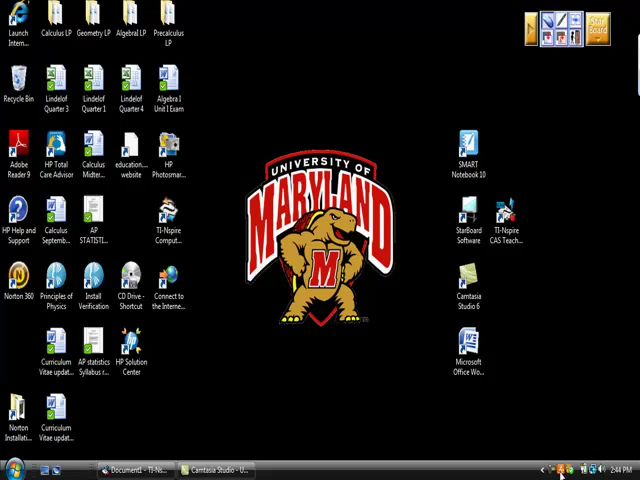 Launch
Intern...
Calculus LP
Geometry LP
Algebra LP
Precalculus
LP
Star
Board
Recycle Bin
Lindelof
Quarter 3
Lindelof
Quarter 1
Lindelof
Quarter 4
Algebra I
Unit I Exam
Adobe
Reader 9
HP Total
Care Advisor
Calculus
Midter...
education....
website
HP
Photosmar...
UNIVERSITY OF
MARYLAND
M
SMART
Notebook 10
HP Help and
Support
Calculus
Septemb...
AP
STATISTI...
TI-Nspire
Comput...
StarBoard
Software
TI-Nspire
CAS Teach...
Norton 360
Principles of
Physics
Install
Verification
CD Drive -
Shortcut
Connect to
the Interne...
Camtasia
Studio 6
Curriculum
Vitae updat...
AP statistics
Syllabus r...
HP Solution
Center
Microsoft
Office Wo...
Norton
Installati...
Curriculum
Vitae updat...
Document1 - TI-Ns...
Camtasia Studio - U...
2:44 PM